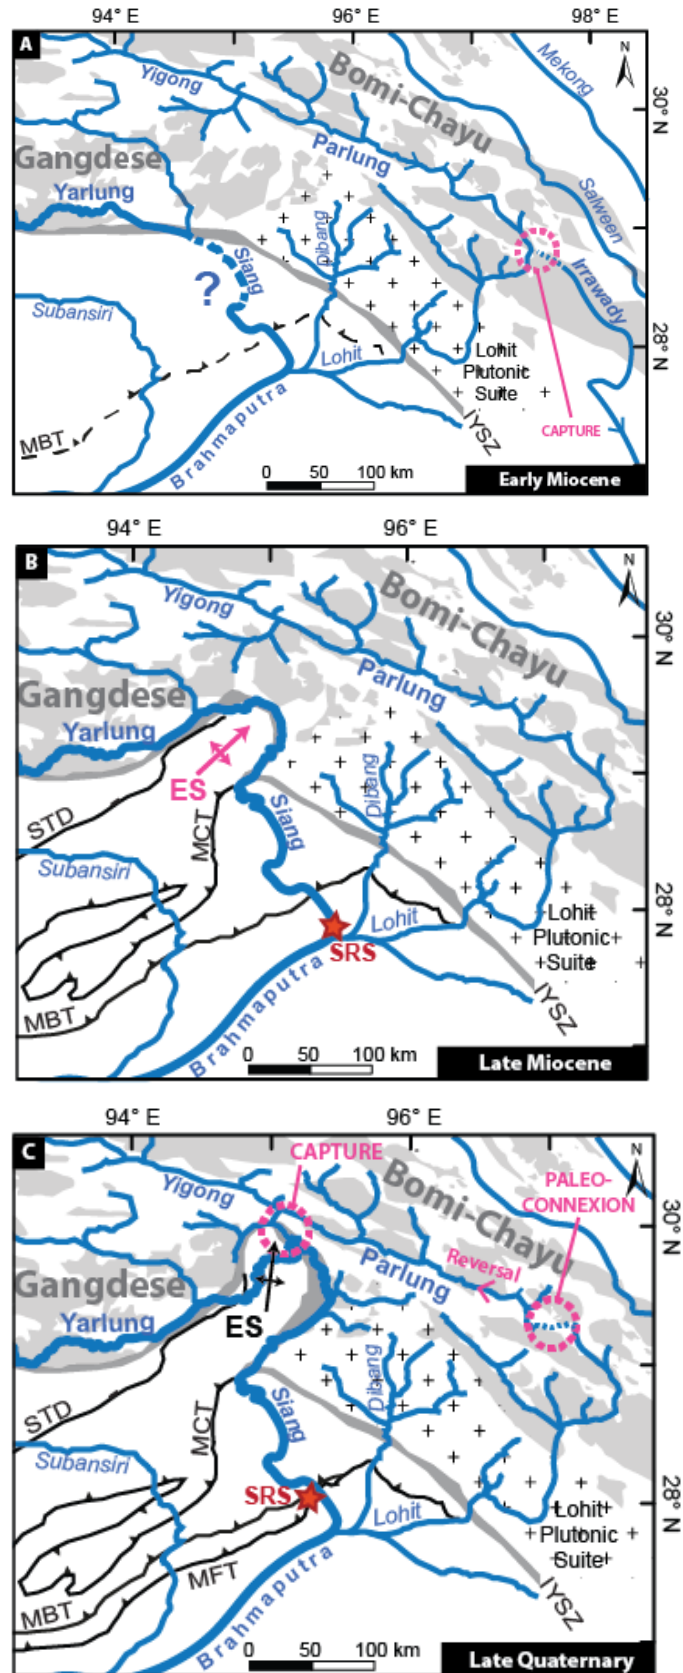 94° E
96° E
98° E
A
N
Mekong
Yigong
Bomi-Chayu
30° N
Parlung
Gangdese
Yarlung
Salween
Dibang
Siang
?
Irrawady
Subansiri
28° N
Lohit
Lohit
Plutonic
Suite
MBT
Brahmaputra
IYSZ
CAPTURE
0 50 100 km
Early Miocene
94° E
96° E
B
N
Yigong
Bomi-Chayu
30° N
Parlung
Gangdese
Yarlung
ES
Dibang
STD
MCT
Siang
Subansiri
Lohit
28° N
Lohit
Plutonic
Suite
SRS
MBT
Brahmaputra
IYSZ
0 50 100 km
Late Miocene
94° E
96° E
C
CAPTURE
N
Yigong
Bomi-Chayu
PALEO-
CONNEXION
30° N
Parlung
Reversal
Gangdese
Yarlung
ES
Dibang
STD
MCT
Siang
Subansiri
SRS
Lohit
28° N
Lohit
Plutonic
Suite
MFT
MBT
Brahmaputra
IYSZ
0 50 100 km
Late Quaternary